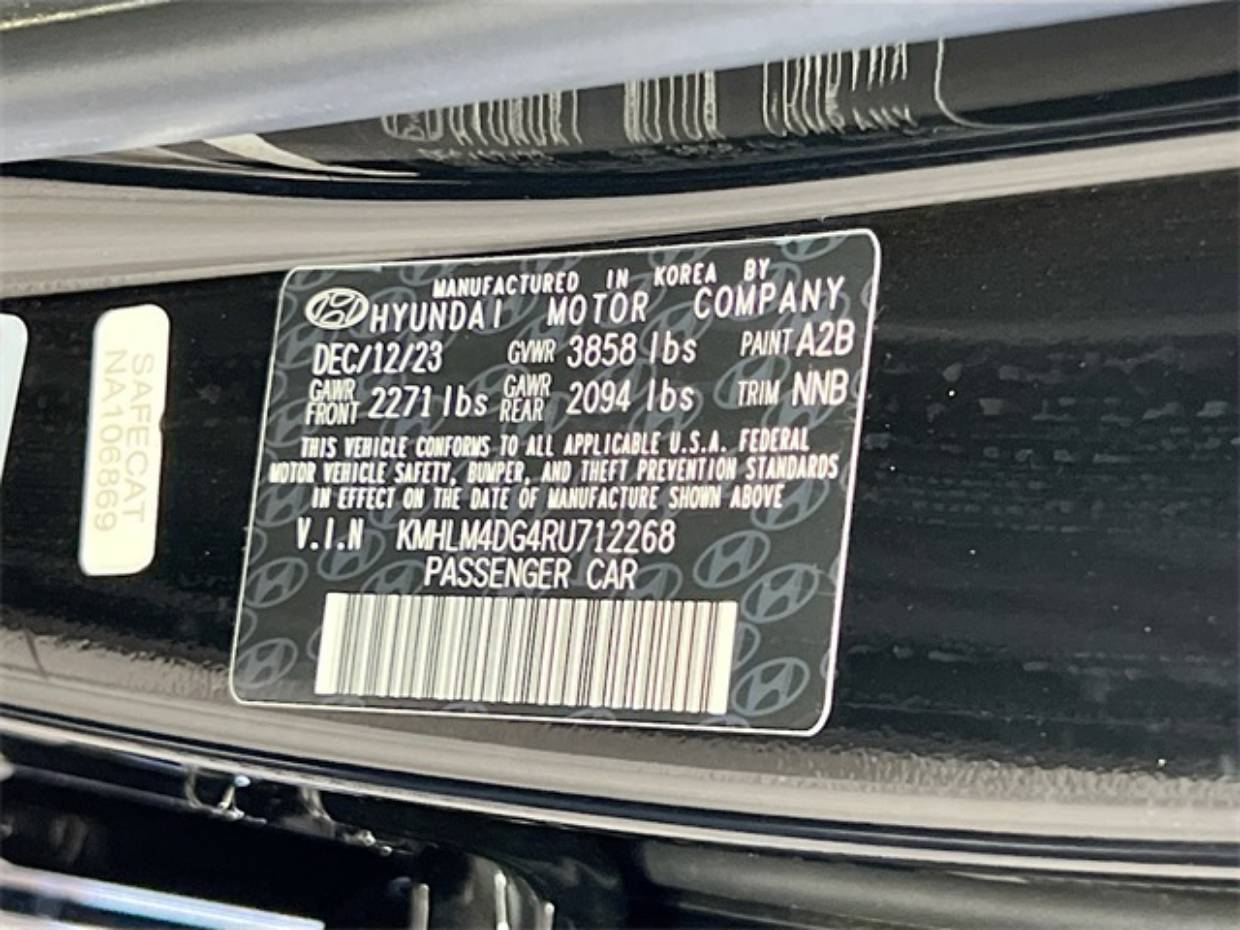 MANUFACTURED IN KOREA BY
HYUNDAI MOTOR COMPANY
DEC/12/23 GVWR 3858 lbs PAINT A2B
GAWR FRONT 2271 lbs GAWR REAR 2094 lbs TRIM NNB
THIS VEHICLE CONFORMS TO ALL APPLICABLE U.S.A. FEDERAL
MOTOR VEHICLE SAFETY, BUMPER, AND THEFT PREVENTION STANDARDS
IN EFFECT ON THE DATE OF MANUFACTURE SHOWN ABOVE
V.I.N KMHLM4DG4RU712268
PASSENGER CAR
SAFECAT
NA106869